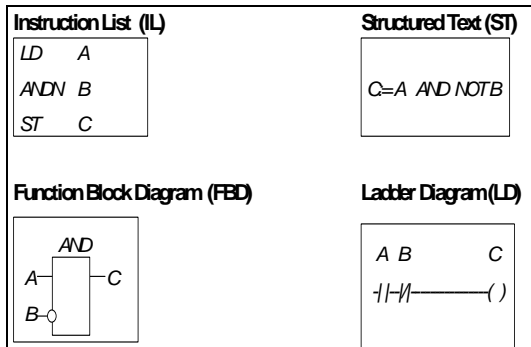 Instruction List (IL)
LD A
ANDN B
ST C
Structured Text (ST)
C:=A AND NOT B
Function Block Diagram (FBD)
AND
A
C
B
Ladder Diagram (LD)
A B C
-| |--|/|----------------( )